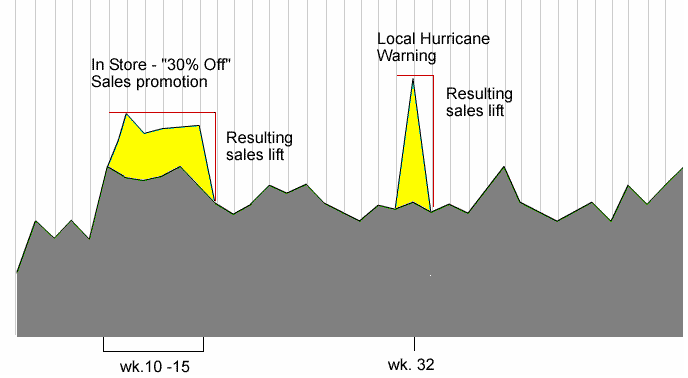 In Store - "30% Off"
Sales promotion
Resulting
sales lift
Local Hurricane
Warning
Resulting
sales lift
wk.10 -15
wk. 32